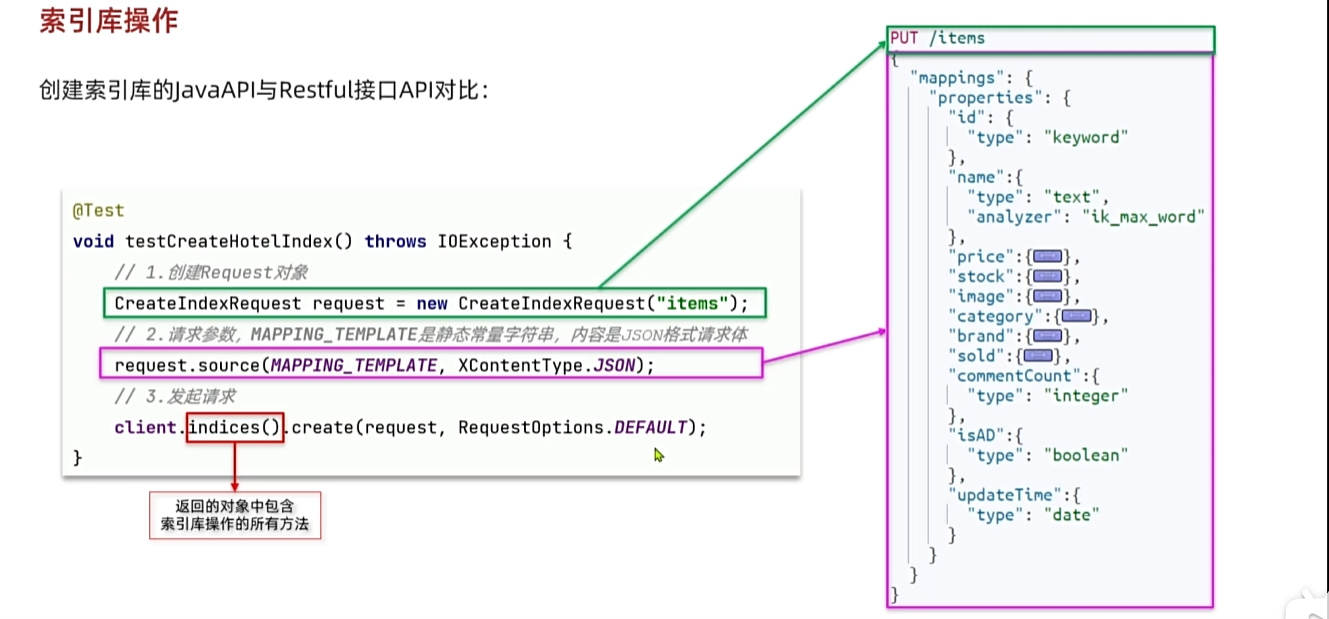 索引库操作
创建索引库的JavaAPI与Restful接口API对比：
@Test
void testCreateHotelIndex() throws IOException {
// 1.创建Request对象
CreateIndexRequest request = new CreateIndexRequest("items");
// 2.请求参数，MAPPING_TEMPLATE是静态常量字符串，内容是JSON格式请求体
request.source(MAPPING_TEMPLATE, XContentType.JSON);
// 3.发起请求
client.indices().create(request, RequestOptions.DEFAULT);
}
返回的对象中包含
索引库操作的所有方法
PUT /items
{
"mappings": {
"properties": {
"id": {
"type": "keyword"
},
"name":{
"type": "text",
"analyzer": "ik_max_word"
},
"price":{},
"stock":{},
"image":{},
"category":{},
"brand":{},
"sold":{},
"commentCount":{
"type": "integer"
},
"isAD":{
"type": "boolean"
},
"updateTime":{
"type": "date"
}
}
}
}